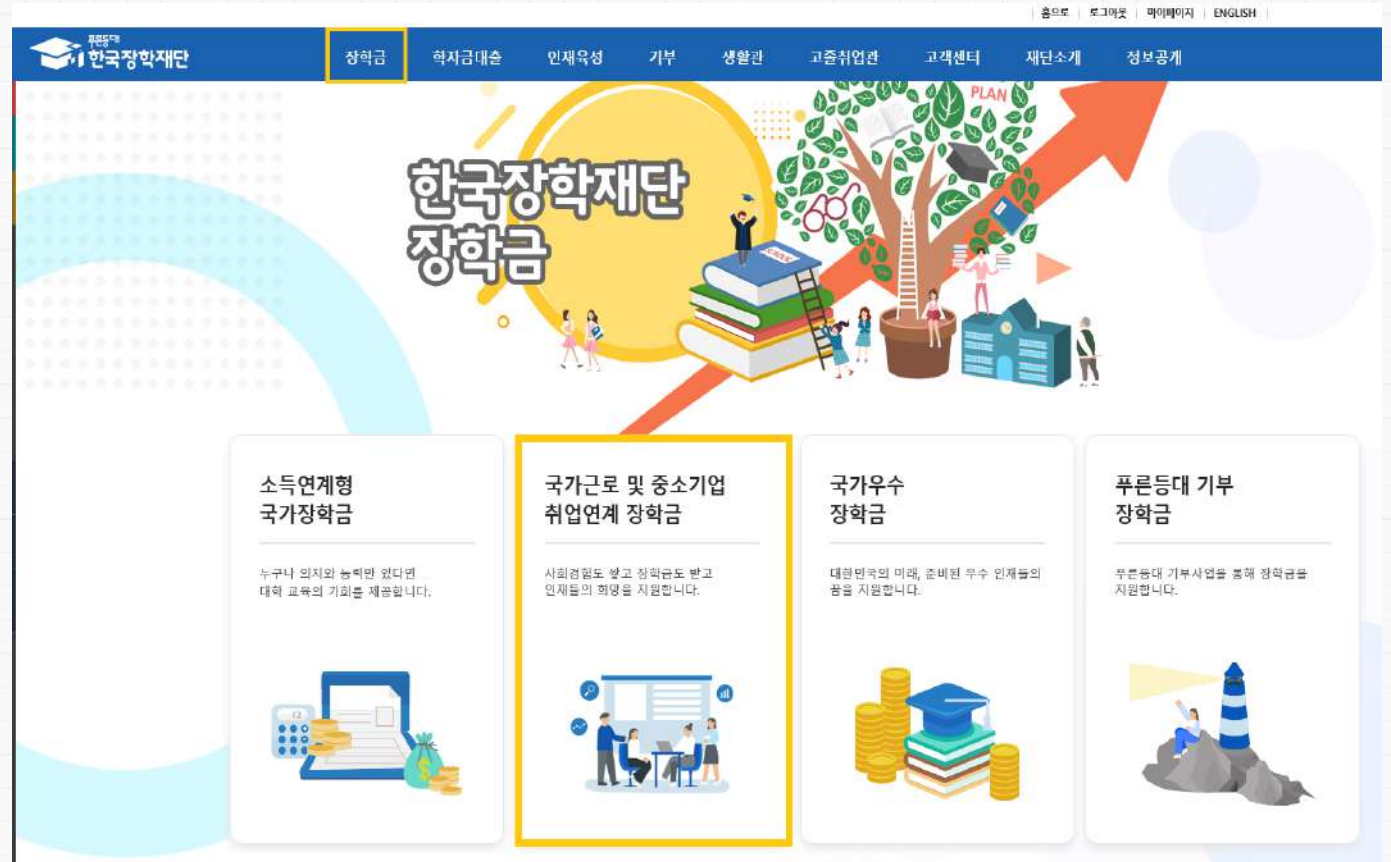 홈으로 로그아웃 마이페이지 ENGLISH
푸른등대
한국장학재단
장학금 학자금대출 인재육성 기부 생활관 고졸취업관 고객센터 재단소개 정보공개
PLAN
한국장학재단
장학금
SCHOOL
소득연계형
국가장학금
누구나 의지와 능력만 있다면
대학 교육의 기회를 제공합니다.
국가근로 및 중소기업
취업연계 장학금
사회경험도 쌓고 장학금도 받고
인재들의 희망을 지원합니다.
국가우수
장학금
대한민국의 미래, 준비된 우수 인재들의
꿈을 지원합니다.
푸른등대 기부
장학금
푸른등대 기부사업을 통해 장학금을
지원합니다.
12